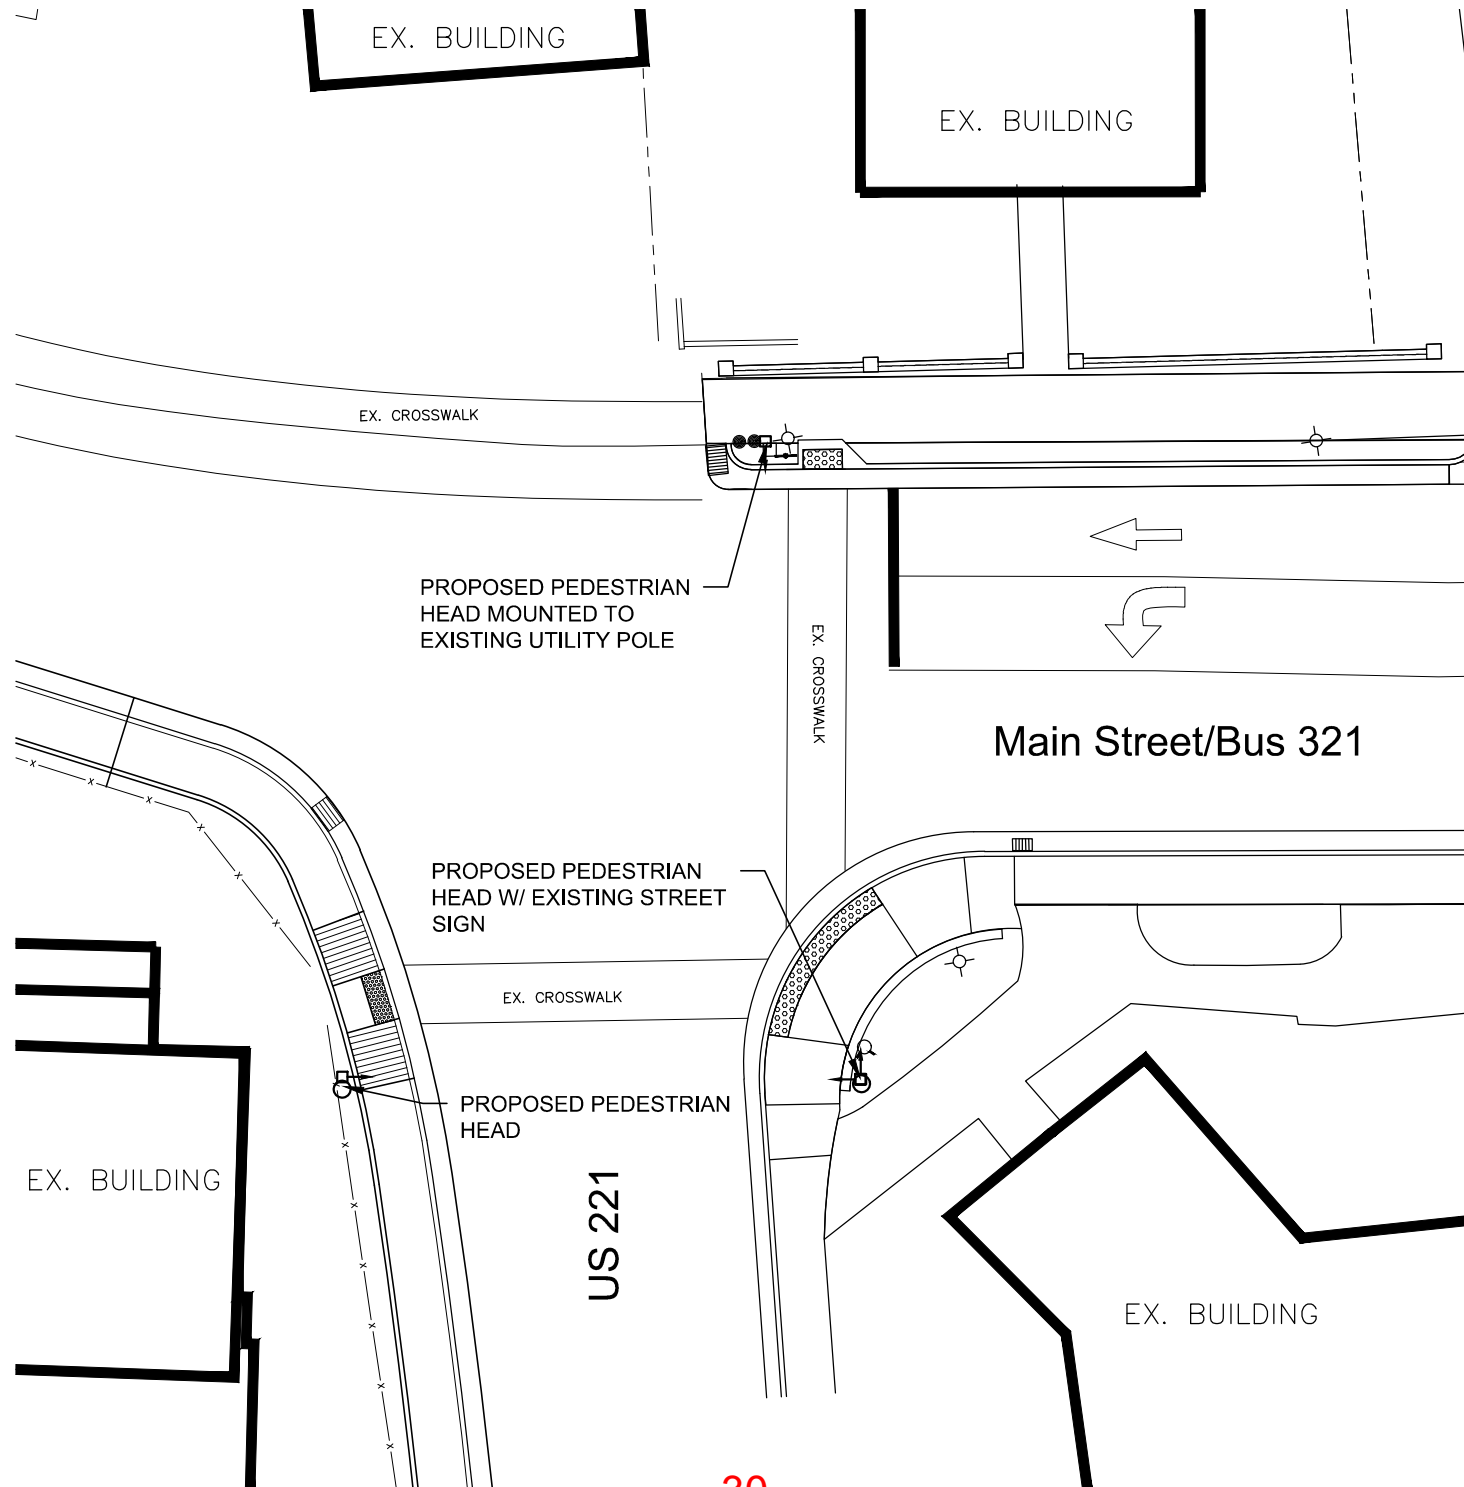 EX. BUILDING
EX. BUILDING
EX. CROSSWALK
PROPOSED PEDESTRIAN
HEAD MOUNTED TO
EXISTING UTILITY POLE
EX. CROSSWALK
Main Street/Bus 321
PROPOSED PEDESTRIAN
HEAD W/ EXISTING STREET
SIGN
EX. CROSSWALK
PROPOSED PEDESTRIAN
HEAD
EX. BUILDING
US 221
EX. BUILDING